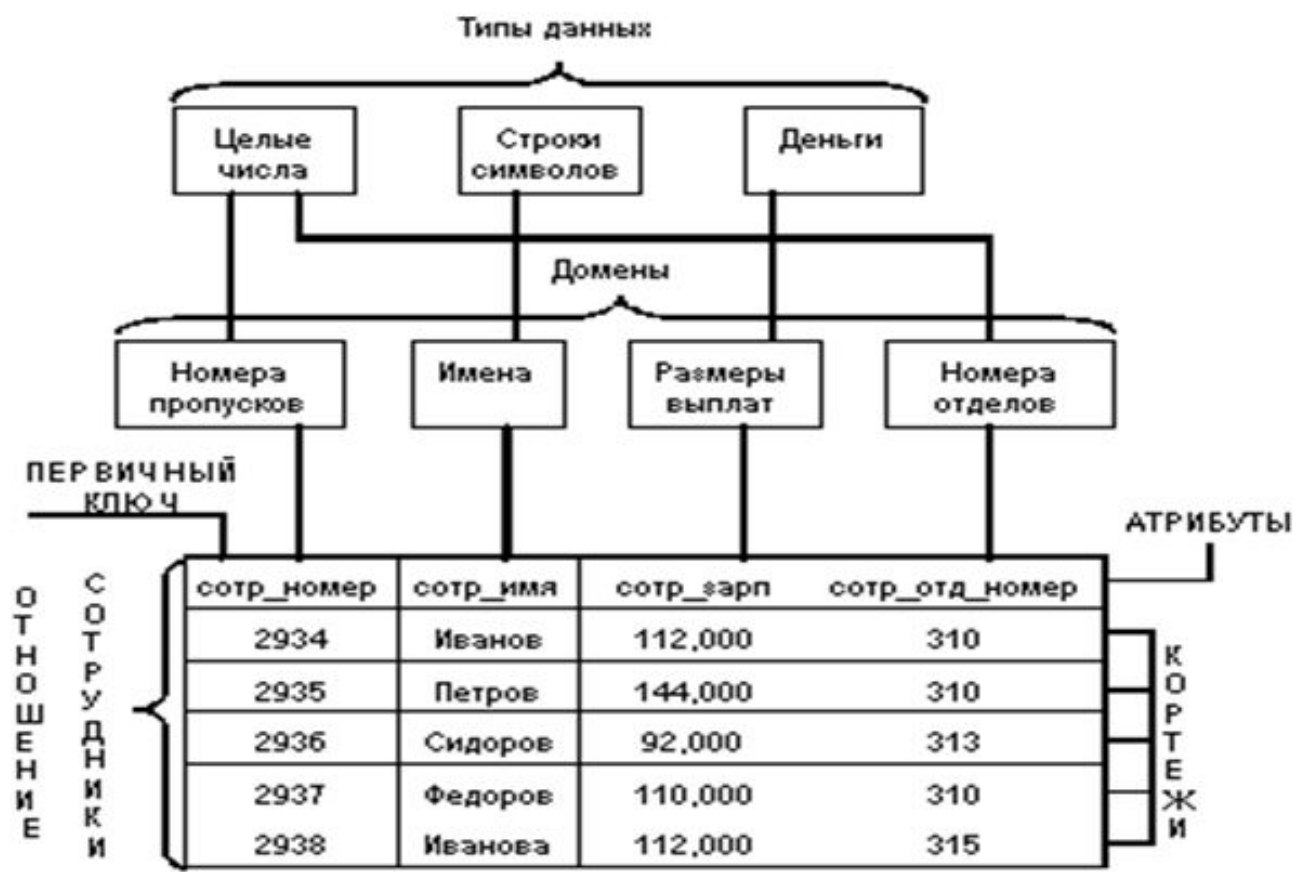 Типы данных
Целые числа
Строки символов
Деньги
Домены
Номера пропусков
Имена
Размеры выплат
Номера отделов
ПЕРВИЧНЫЙ КЛЮЧ
АТРИБУТЫ
ОТНОШЕНИЕ
СОТРУДНИКИ
сотр_номер сотр_имя сотр_зарп сотр_отд_номер
2934 Иванов 112,000 310
2935 Петров 144,000 310
2936 Сидоров 92,000 313
2937 Федоров 110,000 310
2938 Иванова 112,000 315
КОРТЕЖИ